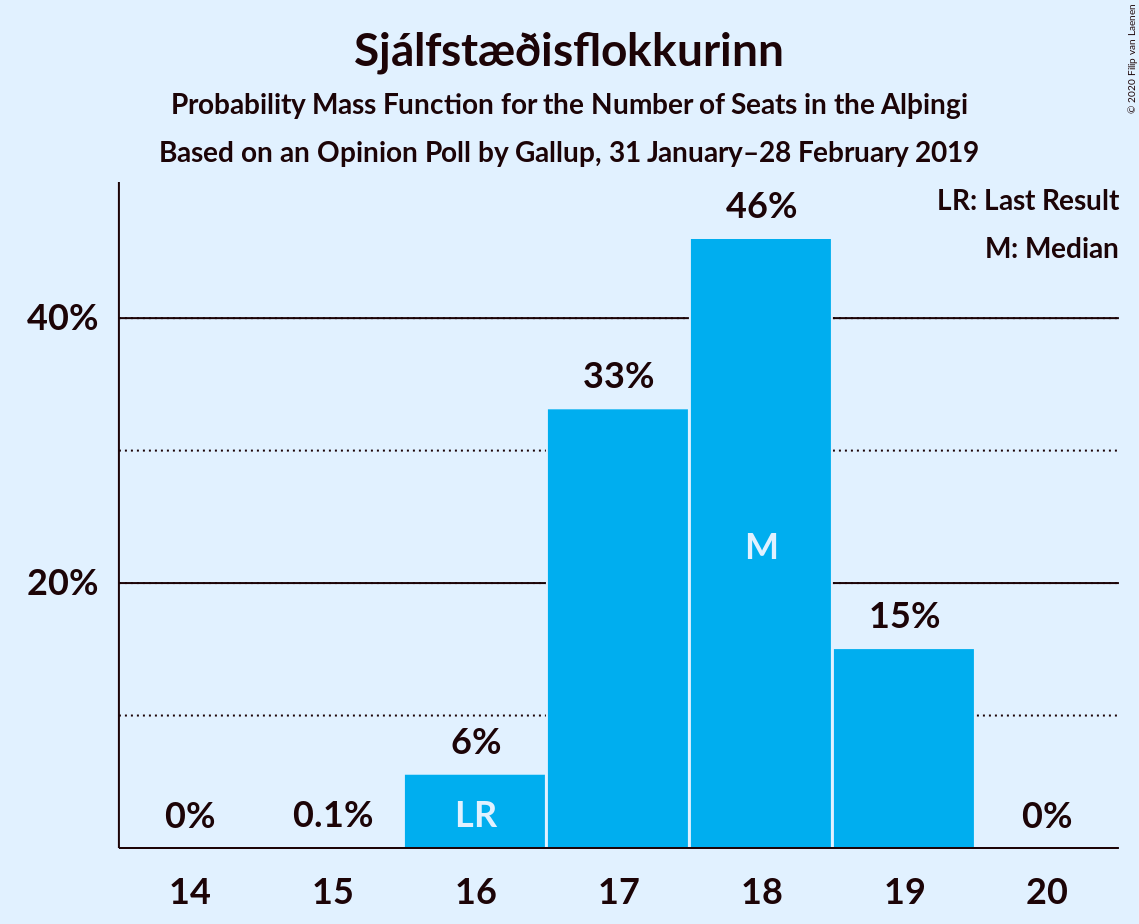 Sjálfstæðisflokkurinn
Probability Mass Function for the Number of Seats in the Alþingi
Based on an Opinion Poll by Gallup, 31 January–28 February 2019
© 2020 Filip van Laenen
LR: Last Result
M: Median
40%
20%
0%
0.1%
6%
33%
46%
15%
0%
LR
M
14 15 16 17 18 19 20